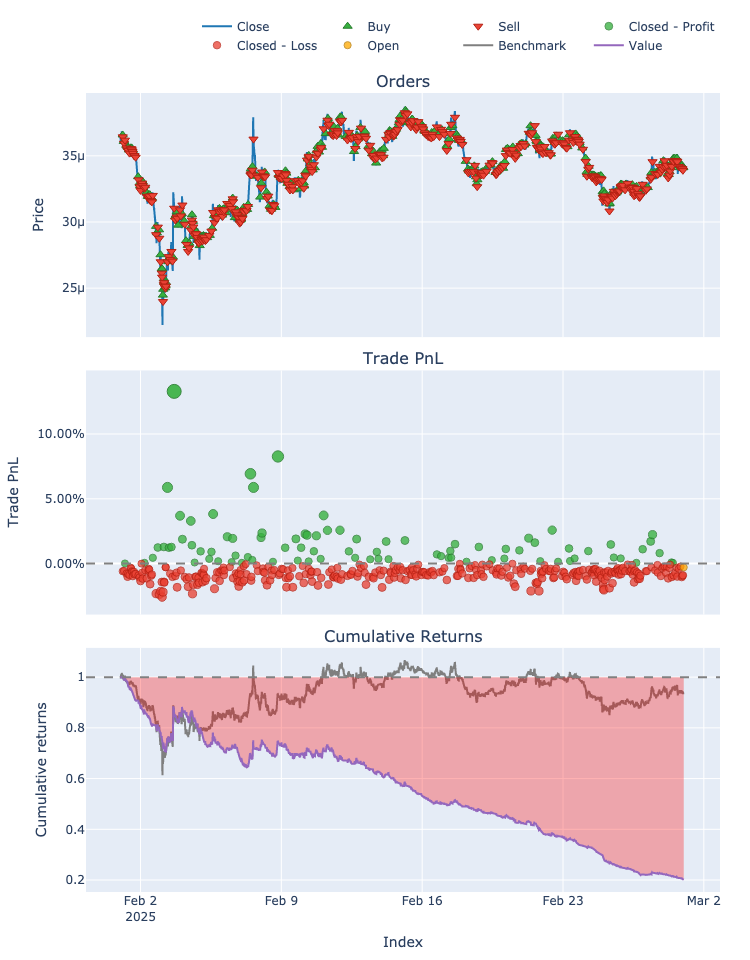 Close Buy Sell Closed - Profit
Closed - Loss Open Benchmark Value
Orders
35μ
30μ
25μ
Price
Trade PnL
10.00%
5.00%
0.00%
Trade PnL
Cumulative Returns
1
0.8
0.6
0.4
0.2
Cumulative returns
Feb 2 Feb 9 Feb 16 Feb 23 Mar 2
2025
Index